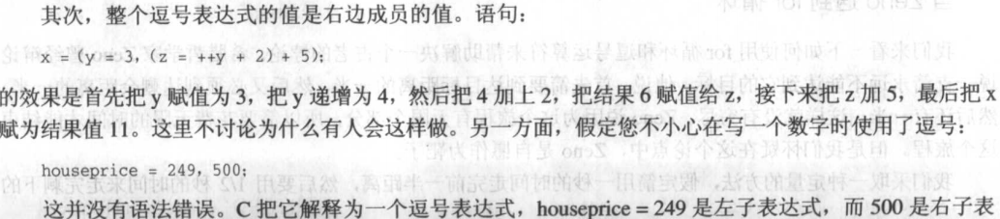 其次，整个逗号表达式的值是右边成员的值。语句：
x = (y = 3, (z = ++y + 2) + 5);
的效果是首先把 y 赋值为 3，把 y 递增为 4，然后把 4 加上 2，把结果 6 赋值给 z，接下来把 z 加 5，最后把 x
赋为结果值 11。这里不讨论为什么有人会这样做。另一方面，假定您不小心在写一个数字时使用了逗号：
houseprice = 249, 500;
这并没有语法错误。C 把它解释为一个逗号表达式，houseprice = 249 是左子表达式，而 500 是右子表